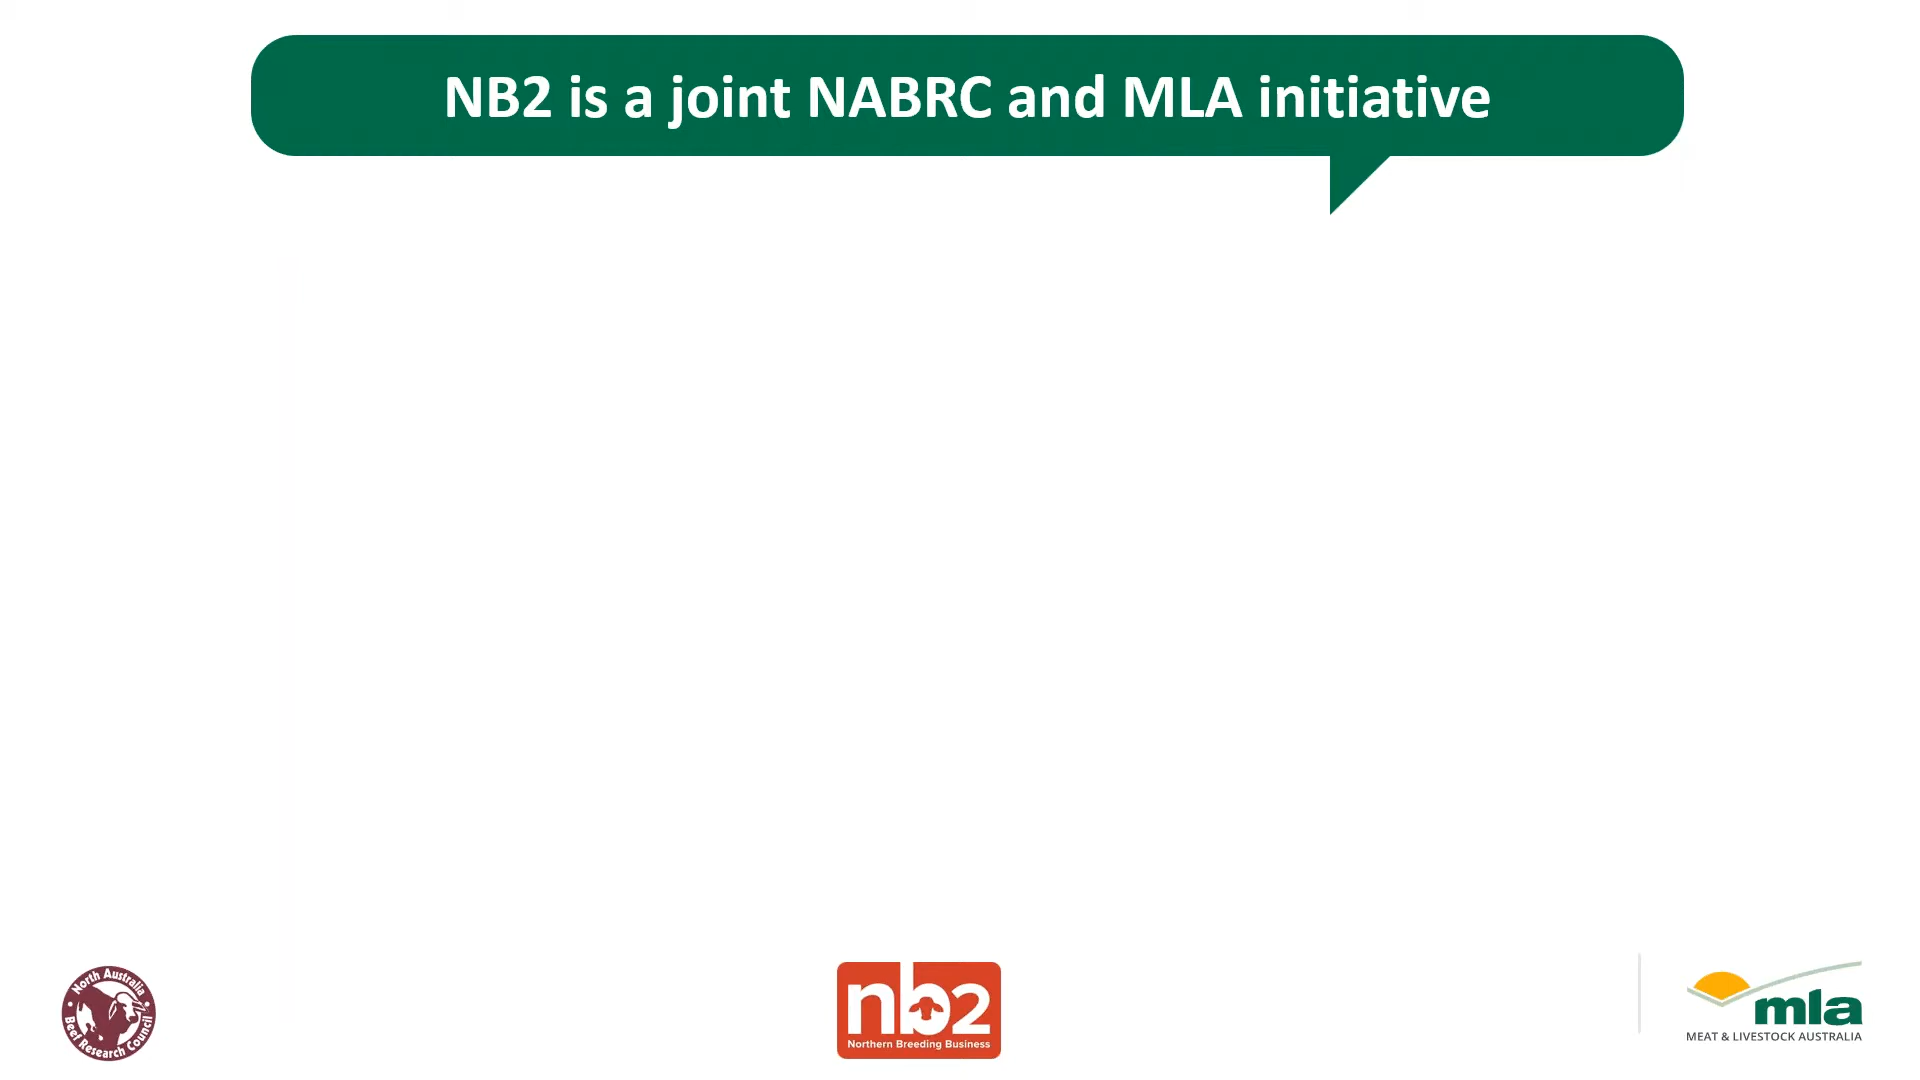 NB2 is a joint NABRC and MLA initiative
North Australia
Beef Research Council
nb2
Northern Breeding Business
mla
MEAT & LIVESTOCK AUSTRALIA